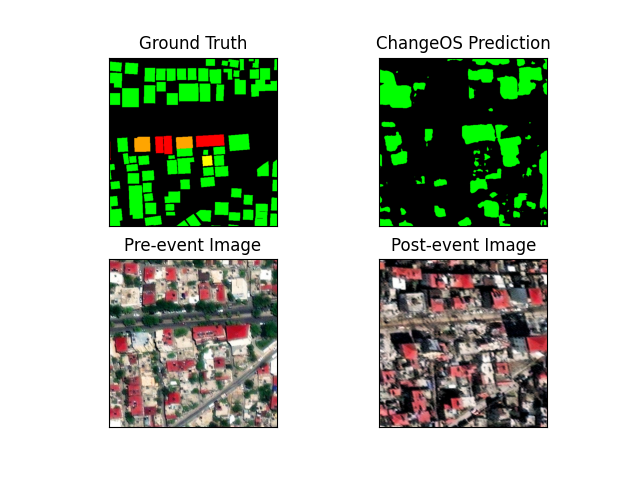 Ground Truth
ChangeOS Prediction
Pre-event Image
Post-event Image